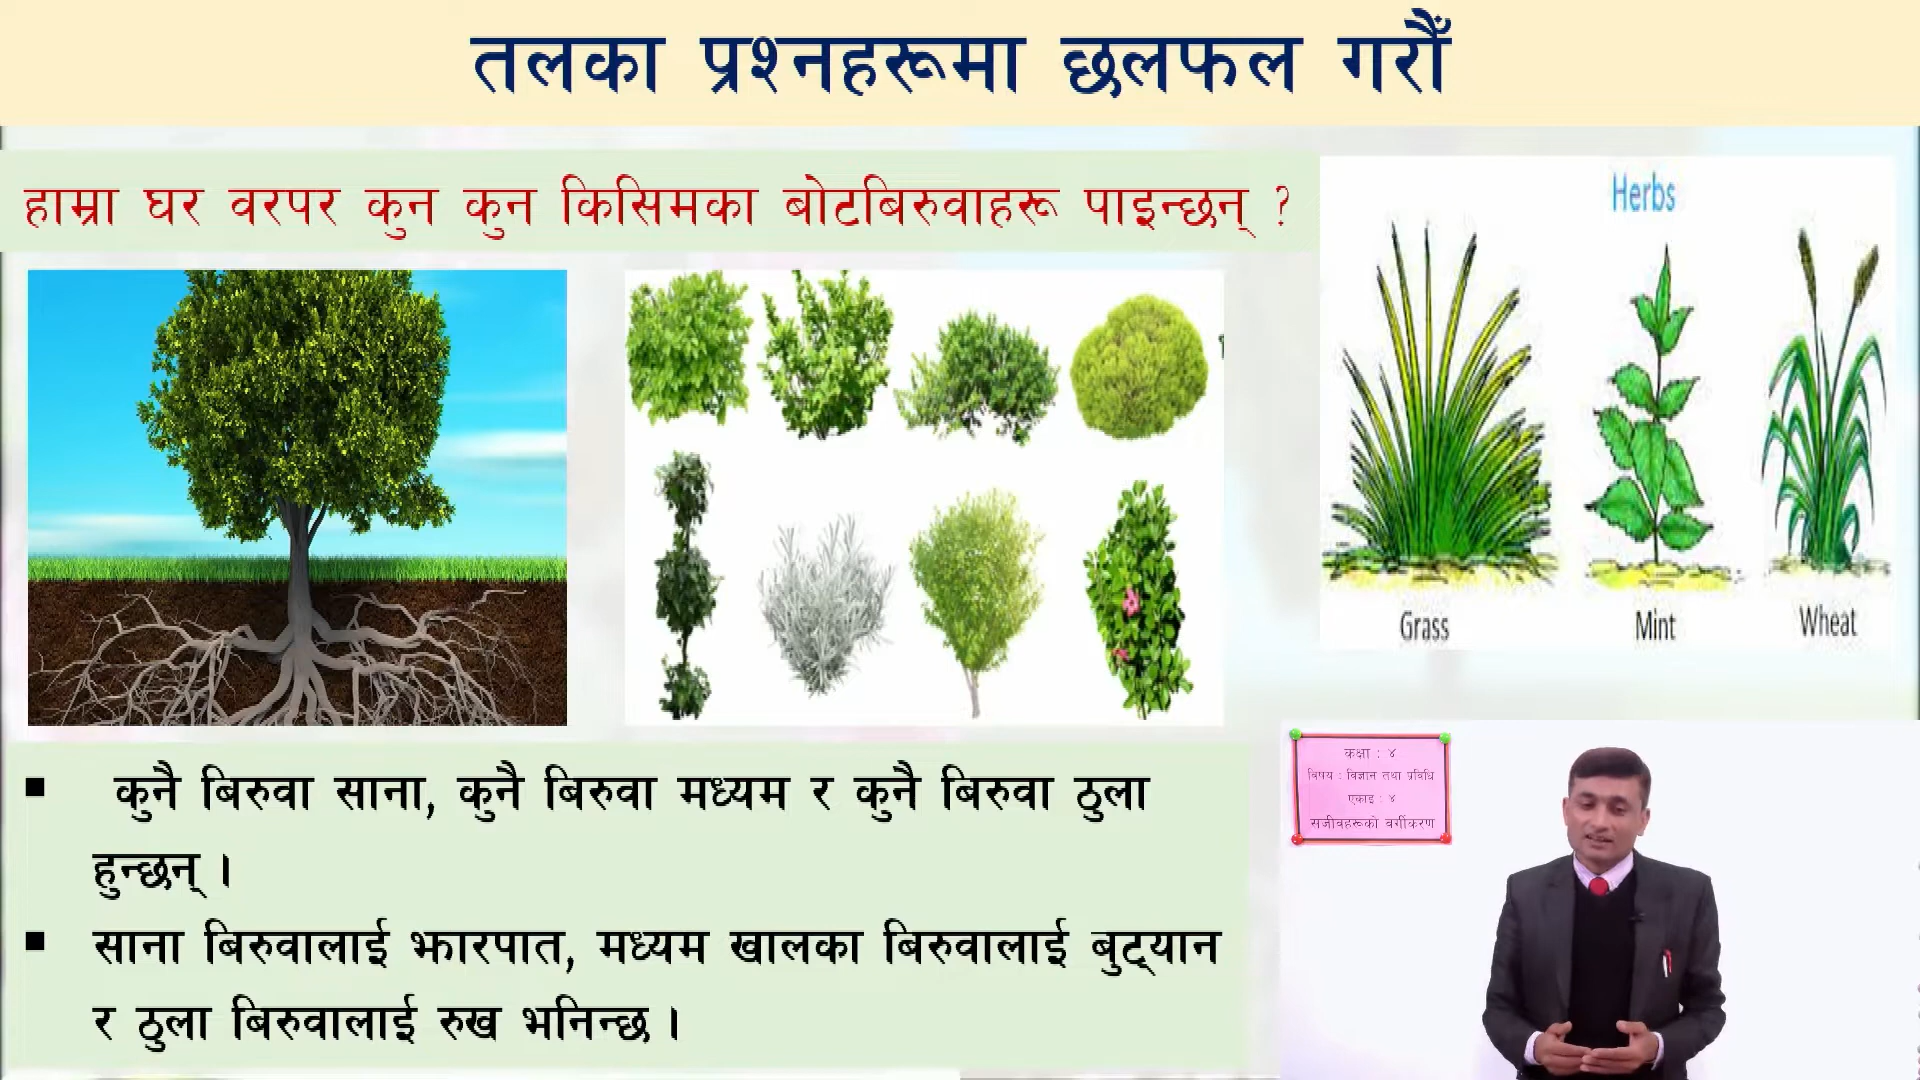 तलका प्रश्नहरूमा छलफल गरौँ
हाम्रा घर वरपर कुन कुन किसिमका बोटबिरुवाहरू पाइन्छन् ?
Herbs
Grass
Mint
Wheat
▪ कुनै बिरुवा साना, कुनै बिरुवा मध्यम र कुनै बिरुवा ठुला
हुन्छन् ।
▪ साना बिरुवालाई झारपात, मध्यम खालका बिरुवालाई बुट्यान
र ठुला बिरुवालाई रुख भनिन्छ ।
कक्षा : ४
विषय : विज्ञान तथा प्रविधि
एकाइ : ४
सजीवहरूको वर्गीकरण